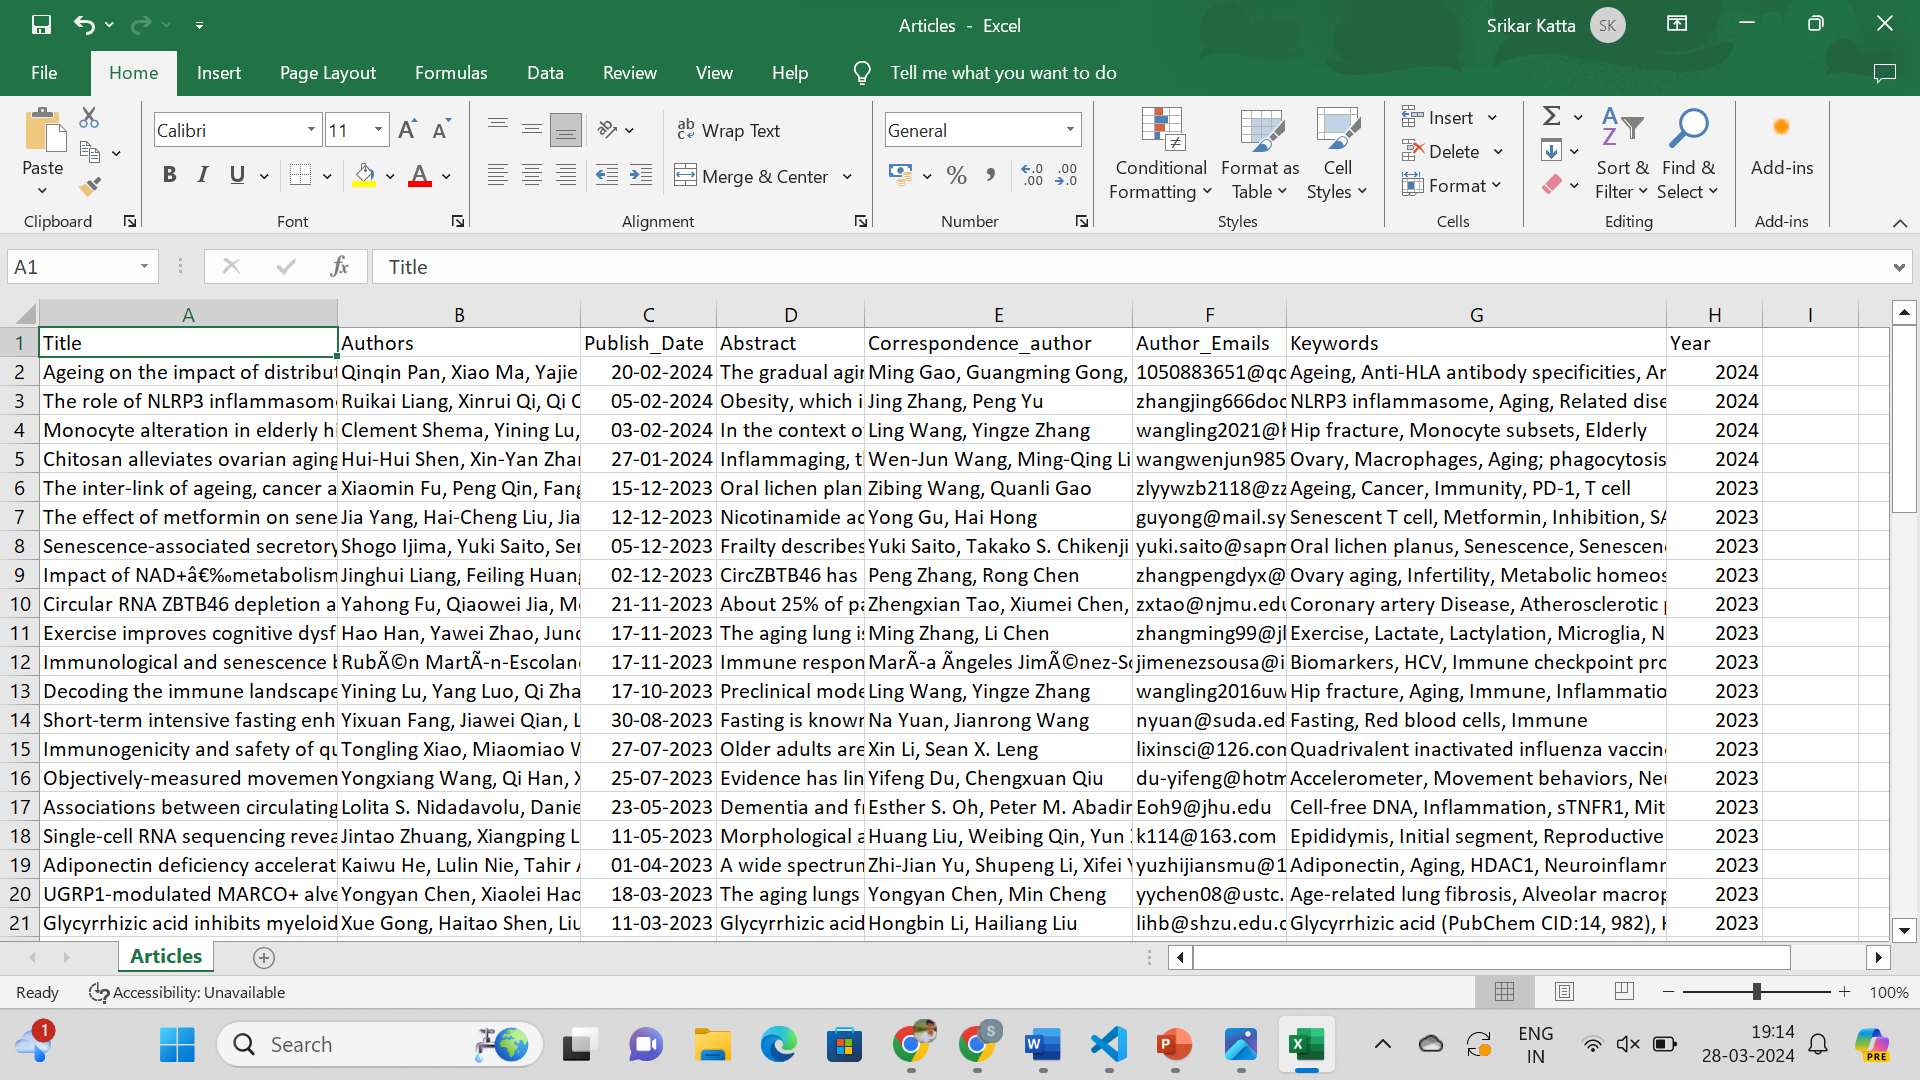 Articles - Excel
Srikar Katta SK
File Home Insert Page Layout Formulas Data Review View Help Tell me what you want to do
Paste
Clipboard
Calibri 11
B I U
Font
Wrap Text
Merge & Center
Alignment
General
Number
Conditional Formatting
Format as Table
Cell Styles
Styles
Insert
Delete
Format
Cells
Sort & Filter
Find & Select
Editing
Add-ins
Add-ins
A1 fx Title
A B C D E F G H I
1 Title Authors Publish_Date Abstract Correspondence_author Author_Emails Keywords Year
2 Ageing on the impact of distribut Qinqin Pan, Xiao Ma, Yajie 20-02-2024 The gradual agin Ming Gao, Guangming Gong, 1050883651@qq Ageing, Anti-HLA antibody specificities, Ar 2024
3 The role of NLRP3 inflammasome Ruikai Liang, Xinrui Qi, Qi C 05-02-2024 Obesity, which i Jing Zhang, Peng Yu zhangjing666doc NLRP3 inflammasome, Aging, Related dise 2024
4 Monocyte alteration in elderly hi Clement Shema, Yining Lu, 03-02-2024 In the context o Ling Wang, Yingze Zhang wangling2021@h Hip fracture, Monocyte subsets, Elderly 2024
5 Chitosan alleviates ovarian aging Hui-Hui Shen, Xin-Yan Zhan 27-01-2024 Inflammaging, t Wen-Jun Wang, Ming-Qing Li wangwenjun985 Ovary, Macrophages, Aging; phagocytosis 2024
6 The inter-link of ageing, cancer a Xiaomin Fu, Peng Qin, Fang 15-12-2023 Oral lichen plan Zibing Wang, Quanli Gao zlyywzb2118@zz Ageing, Cancer, Immunity, PD-1, T cell 2023
7 The effect of metformin on sene Jia Yang, Hai-Cheng Liu, Jia 12-12-2023 Nicotinamide ad Yong Gu, Hai Hong guyong@mail.sy Senescent T cell, Metformin, Inhibition, SA 2023
8 Senescence-associated secretory Shogo Ijima, Yuki Saito, Ser 05-12-2023 Frailty describes Yuki Saito, Takako S. Chikenji yuki.saito@sapm Oral lichen planus, Senescence, Senescen 2023
9 Impact of NAD+â€‰metabolism Jinghui Liang, Feiling Huang 02-12-2023 CircZBTB46 has Peng Zhang, Rong Chen zhangpengdyx@ Ovary aging, Infertility, Metabolic homeos 2023
10 Circular RNA ZBTB46 depletion a Yahong Fu, Qiaowei Jia, Me 21-11-2023 About 25% of pa Zhengxian Tao, Xiumei Chen, zxtao@njmu.edu Coronary artery Disease, Atherosclerotic p 2023
11 Exercise improves cognitive dysf Hao Han, Yawei Zhao, Jund 17-11-2023 The aging lung is Ming Zhang, Li Chen zhangming99@jl Exercise, Lactate, Lactylation, Microglia, N 2023
12 Immunological and senescence b RubÃ©n MartÃ-n-Escolan 17-11-2023 Immune respon MarÃ-a Ãngeles JimÃ©nez-So jimenezsousa@i Biomarkers, HCV, Immune checkpoint pro 2023
13 Decoding the immune landscape Yining Lu, Yang Luo, Qi Zha 17-10-2023 Preclinical mode Ling Wang, Yingze Zhang wangling2016uw Hip fracture, Aging, Immune, Inflammatio 2023
14 Short-term intensive fasting enh Yixuan Fang, Jiawei Qian, L 30-08-2023 Fasting is known Na Yuan, Jianrong Wang nyuan@suda.ed Fasting, Red blood cells, Immune 2023
15 Immunogenicity and safety of qu Tongling Xiao, Miaomiao W 27-07-2023 Older adults are Xin Li, Sean X. Leng lixinsci@126.com Quadrivalent inactivated influenza vaccin 2023
16 Objectively-measured movemen Yongxiang Wang, Qi Han, X 25-07-2023 Evidence has lin Yifeng Du, Chengxuan Qiu du-yifeng@hotm Accelerometer, Movement behaviors, Neu 2023
17 Associations between circulating Lolita S. Nidadavolu, Danie 23-05-2023 Dementia and fr Esther S. Oh, Peter M. Abadir Eoh9@jhu.edu Cell-free DNA, Inflammation, sTNFR1, Mit 2023
18 Single-cell RNA sequencing revea Jintao Zhuang, Xiangping L 11-05-2023 Morphological a Huang Liu, Weibing Qin, Yun X k114@163.com Epididymis, Initial segment, Reproductive 2023
19 Adiponectin deficiency accelerat Kaiwu He, Lulin Nie, Tahir A 01-04-2023 A wide spectrum Zhi-Jian Yu, Shupeng Li, Xifei Y yuzhijiansmu@1 Adiponectin, Aging, HDAC1, Neuroinflamm 2023
20 UGRP1-modulated MARCO+ alve Yongyan Chen, Xiaolei Hao 18-03-2023 The aging lungs Yongyan Chen, Min Cheng yychen08@ustc. Age-related lung fibrosis, Alveolar macrop 2023
21 Glycyrrhizic acid inhibits myeloid Xue Gong, Haitao Shen, Liu 11-03-2023 Glycyrrhizic acid Hongbin Li, Hailiang Liu lihb@shzu.edu.c Glycyrrhizic acid (PubChem CID:14, 982), H 2023
Articles
Ready Accessibility: Unavailable 100%
1 Search ENG IN 19:14 28-03-2024 PRE